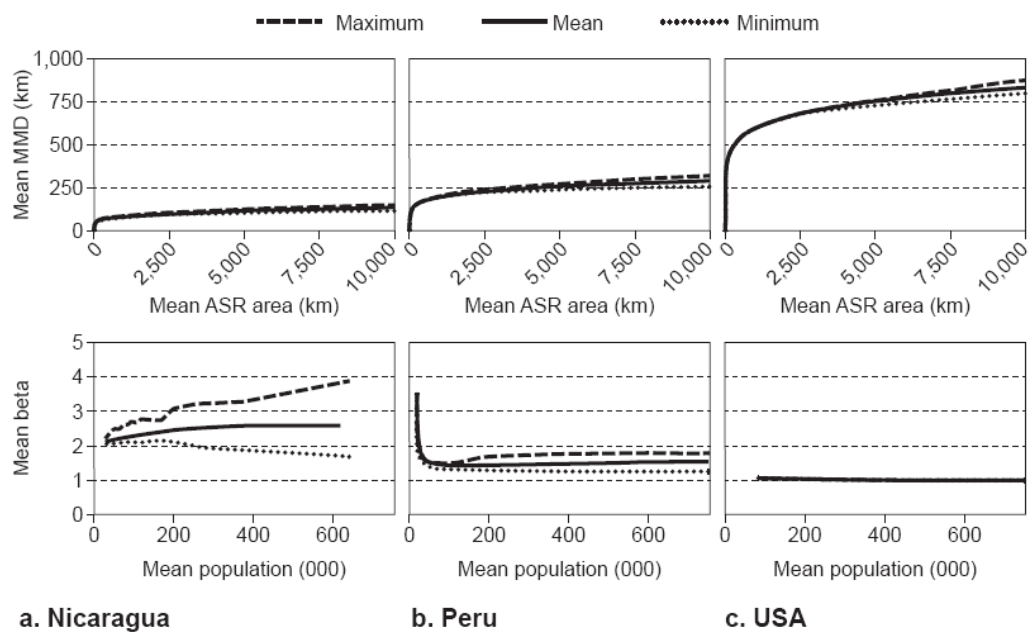 Maximum Mean Minimum
Mean MMD (km)
1,000
750
500
250
0
0 2,500 5,000 7,500 10,000
0 2,500 5,000 7,500 10,000
0 2,500 5,000 7,500 10,000
Mean ASR area (km) Mean ASR area (km) Mean ASR area (km)
Mean beta
5
4
3
2
1
0
0 200 400 600
0 200 400 600
200 400 600
Mean population (000) Mean population (000) Mean population (000)
a. Nicaragua b. Peru c. USA